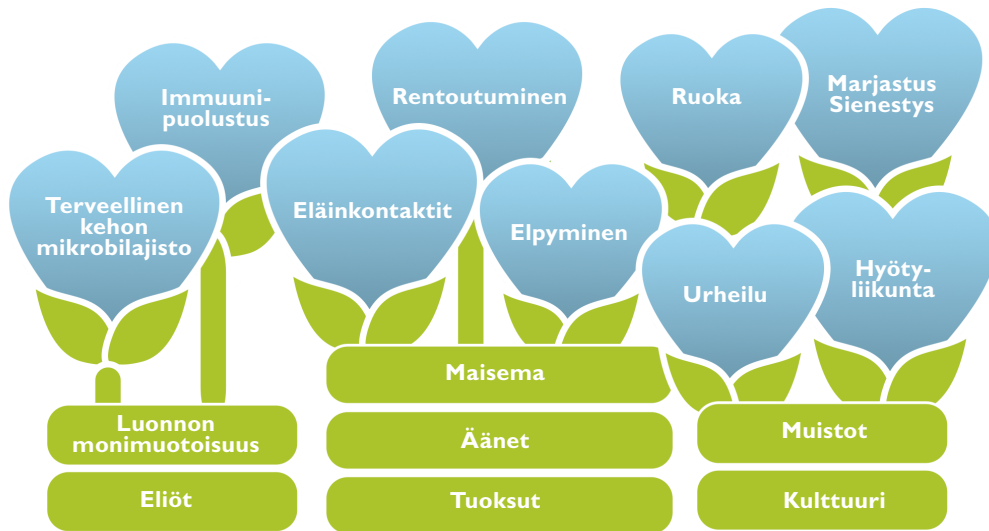 Immuuni-
puolustus
Rentoutuminen
Ruoka
Marjastus
Sienestys
Terveellinen
kehon
mikrobilajisto
Eläinkontaktit
Elpyminen
Urheilu
Hyöty-
liikunta
Maisema
Luonnon
monimuotoisuus
Äänet
Muistot
Eliöt
Tuoksut
Kulttuuri